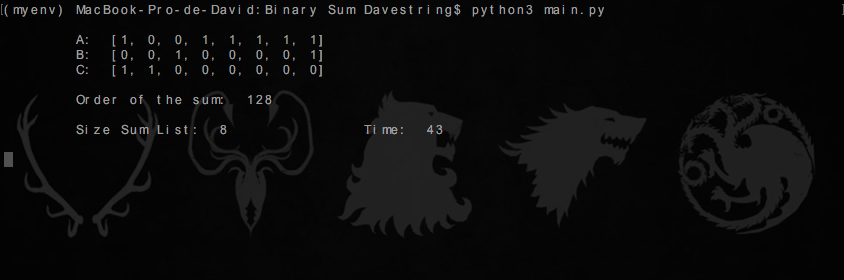 (myenv) MacBook-Pro-de-David:Binary Sum Davestring$ python3 main.py
A: [1, 0, 0, 1, 1, 1, 1, 1]
B: [0, 0, 1, 0, 0, 0, 0, 1]
C: [1, 1, 0, 0, 0, 0, 0, 0]
Order of the sum: 128
Size Sum List: 8 Time: 43